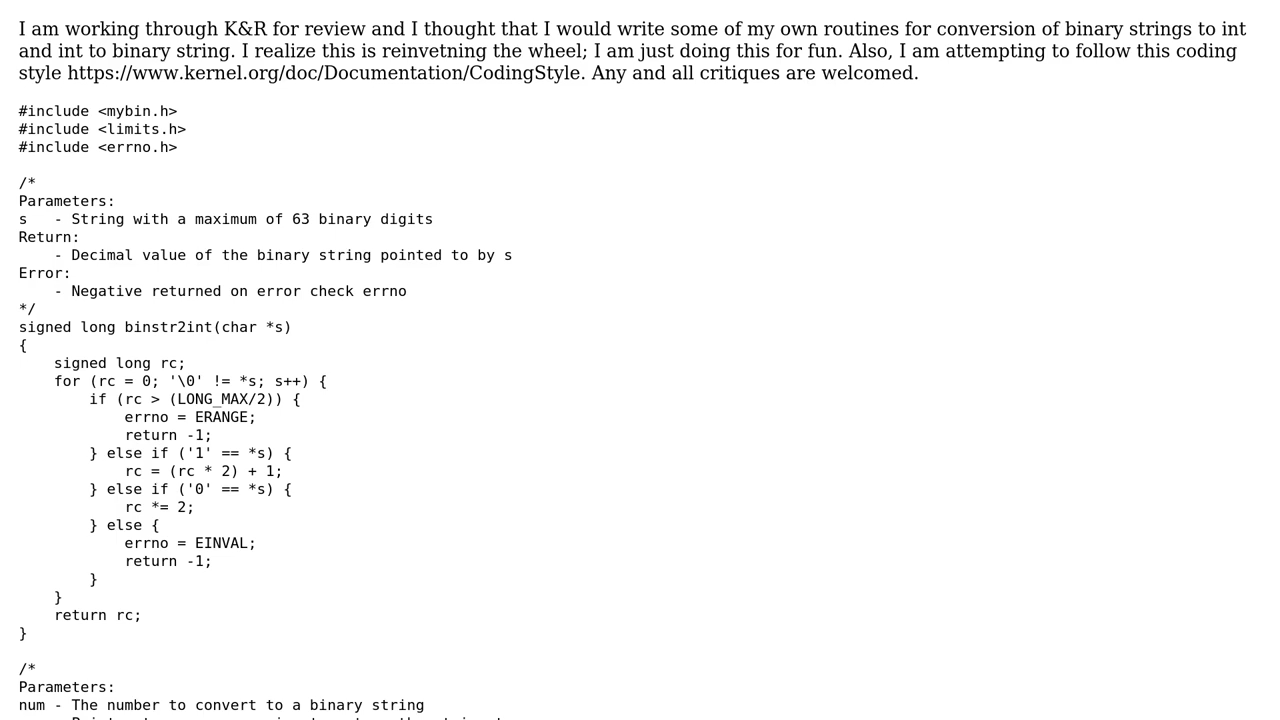 I am working through K&R for review and I thought that I would write some of my own routines for conversion of binary strings to int
and int to binary string. I realize this is reinvetning the wheel; I am just doing this for fun. Also, I am attempting to follow this coding
style https://www.kernel.org/doc/Documentation/CodingStyle. Any and all critiques are welcomed.
#include <mybin.h>
#include <limits.h>
#include <errno.h>
/*
Parameters:
s   - String with a maximum of 63 binary digits
Return:
    - Decimal value of the binary string pointed to by s
Error:
    - Negative returned on error check errno
*/
signed long binstr2int(char *s)
{
    signed long rc;
    for (rc = 0; '\0' != *s; s++) {
        if (rc > (LONG_MAX/2)) {
            errno = ERANGE;
            return -1;
        } else if ('1' == *s) {
            rc = (rc * 2) + 1;
        } else if ('0' == *s) {
            rc *= 2;
        } else {
            errno = EINVAL;
            return -1;
        }
    }
    return rc;
}
/*
Parameters:
num - The number to convert to a binary string